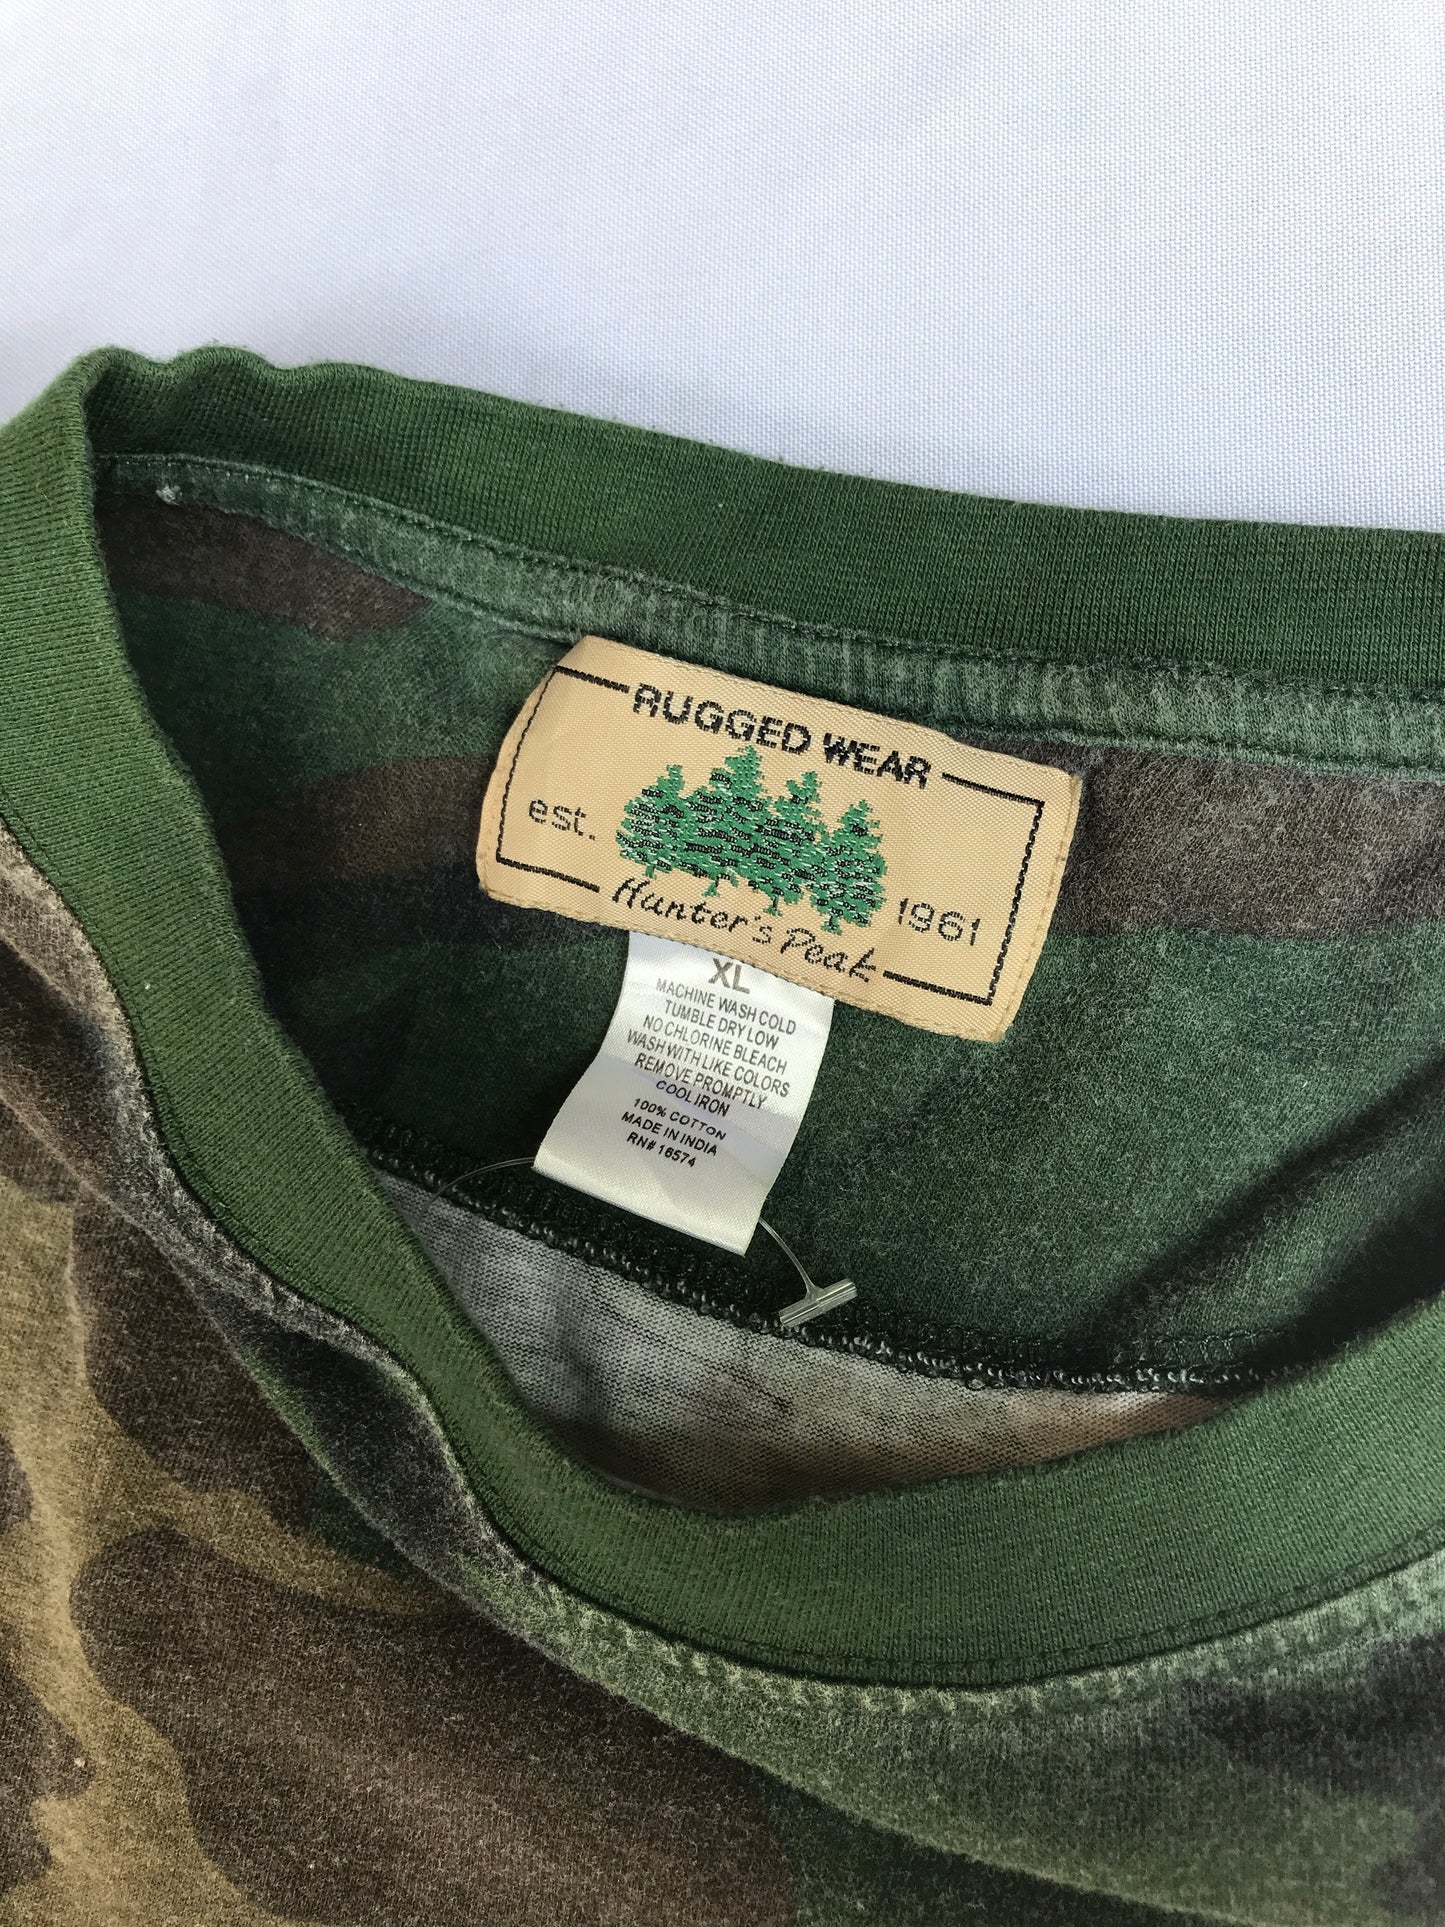 RUGGED WEAR
est. 1961
Hunter's Peak
XL
MACHINE WASH COLD
TUMBLE DRY LOW
NO CHLORINE BLEACH
WASH WITH LIKE COLORS
REMOVE PROMPTLY
COOL IRON
100% COTTON
MADE IN INDIA
RN# 16574